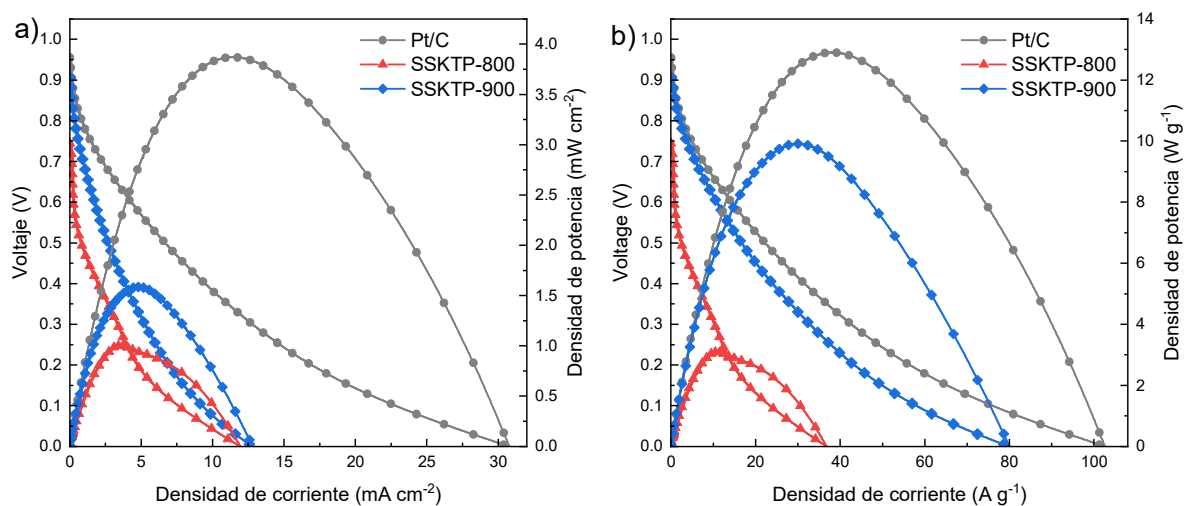 a)
Pt/C
SSKTP-800
SSKTP-900
1.0
0.9
0.8
0.7
0.6
0.5
0.4
0.3
0.2
0.1
0.0
Voltaje (V)
4.0
3.5
3.0
2.5
2.0
1.5
1.0
0.5
0.0
Densidad de potencia (mW cm-2)
0 5 10 15 20 25 30
Densidad de corriente (mA cm-2)
b)
Pt/C
SSKTP-800
SSKTP-900
1.0
0.9
0.8
0.7
0.6
0.5
0.4
0.3
0.2
0.1
0.0
Voltage (V)
14
12
10
8
6
4
2
0
Densidad de potencia (W g-1)
0 20 40 60 80 100
Densidad de corriente (A g-1)